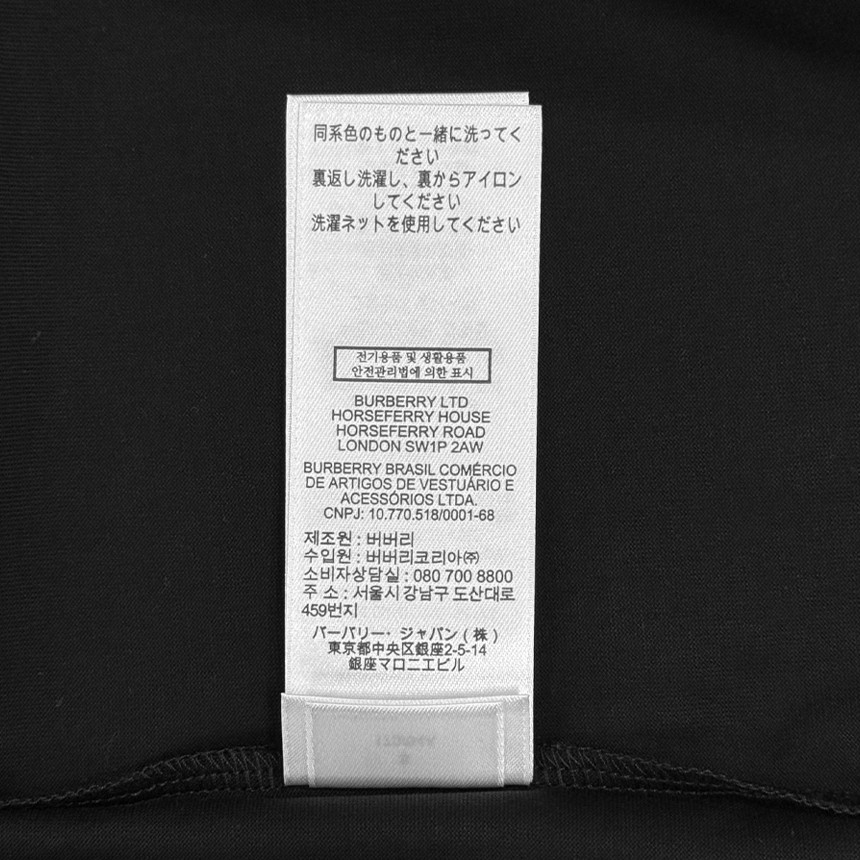 同系色のものと一緒に洗ってく
ださい
裏返し洗濯し、裏からアイロン
してください
洗濯ネットを使用してください
전기용품 및 생활용품
안전관리법에 의한 표시
BURBERRY LTD
HORSEFERRY HOUSE
HORSEFERRY ROAD
LONDON SW1P 2AW
BURBERRY BRASIL COMÉRCIO
DE ARTIGOS DE VESTUÁRIO E
ACESSÓRIOS LTDA.
CNPJ: 10.770.518/0001-68
제조원 : 버버리
수입원 : 버버리코리아㈜
소비자상담실 : 080 700 8800
주 소 : 서울시 강남구 도산대로
459번지
バーバリー・ジャパン ( 株 )
東京都中央区銀座2-5-14
銀座マロニエビル